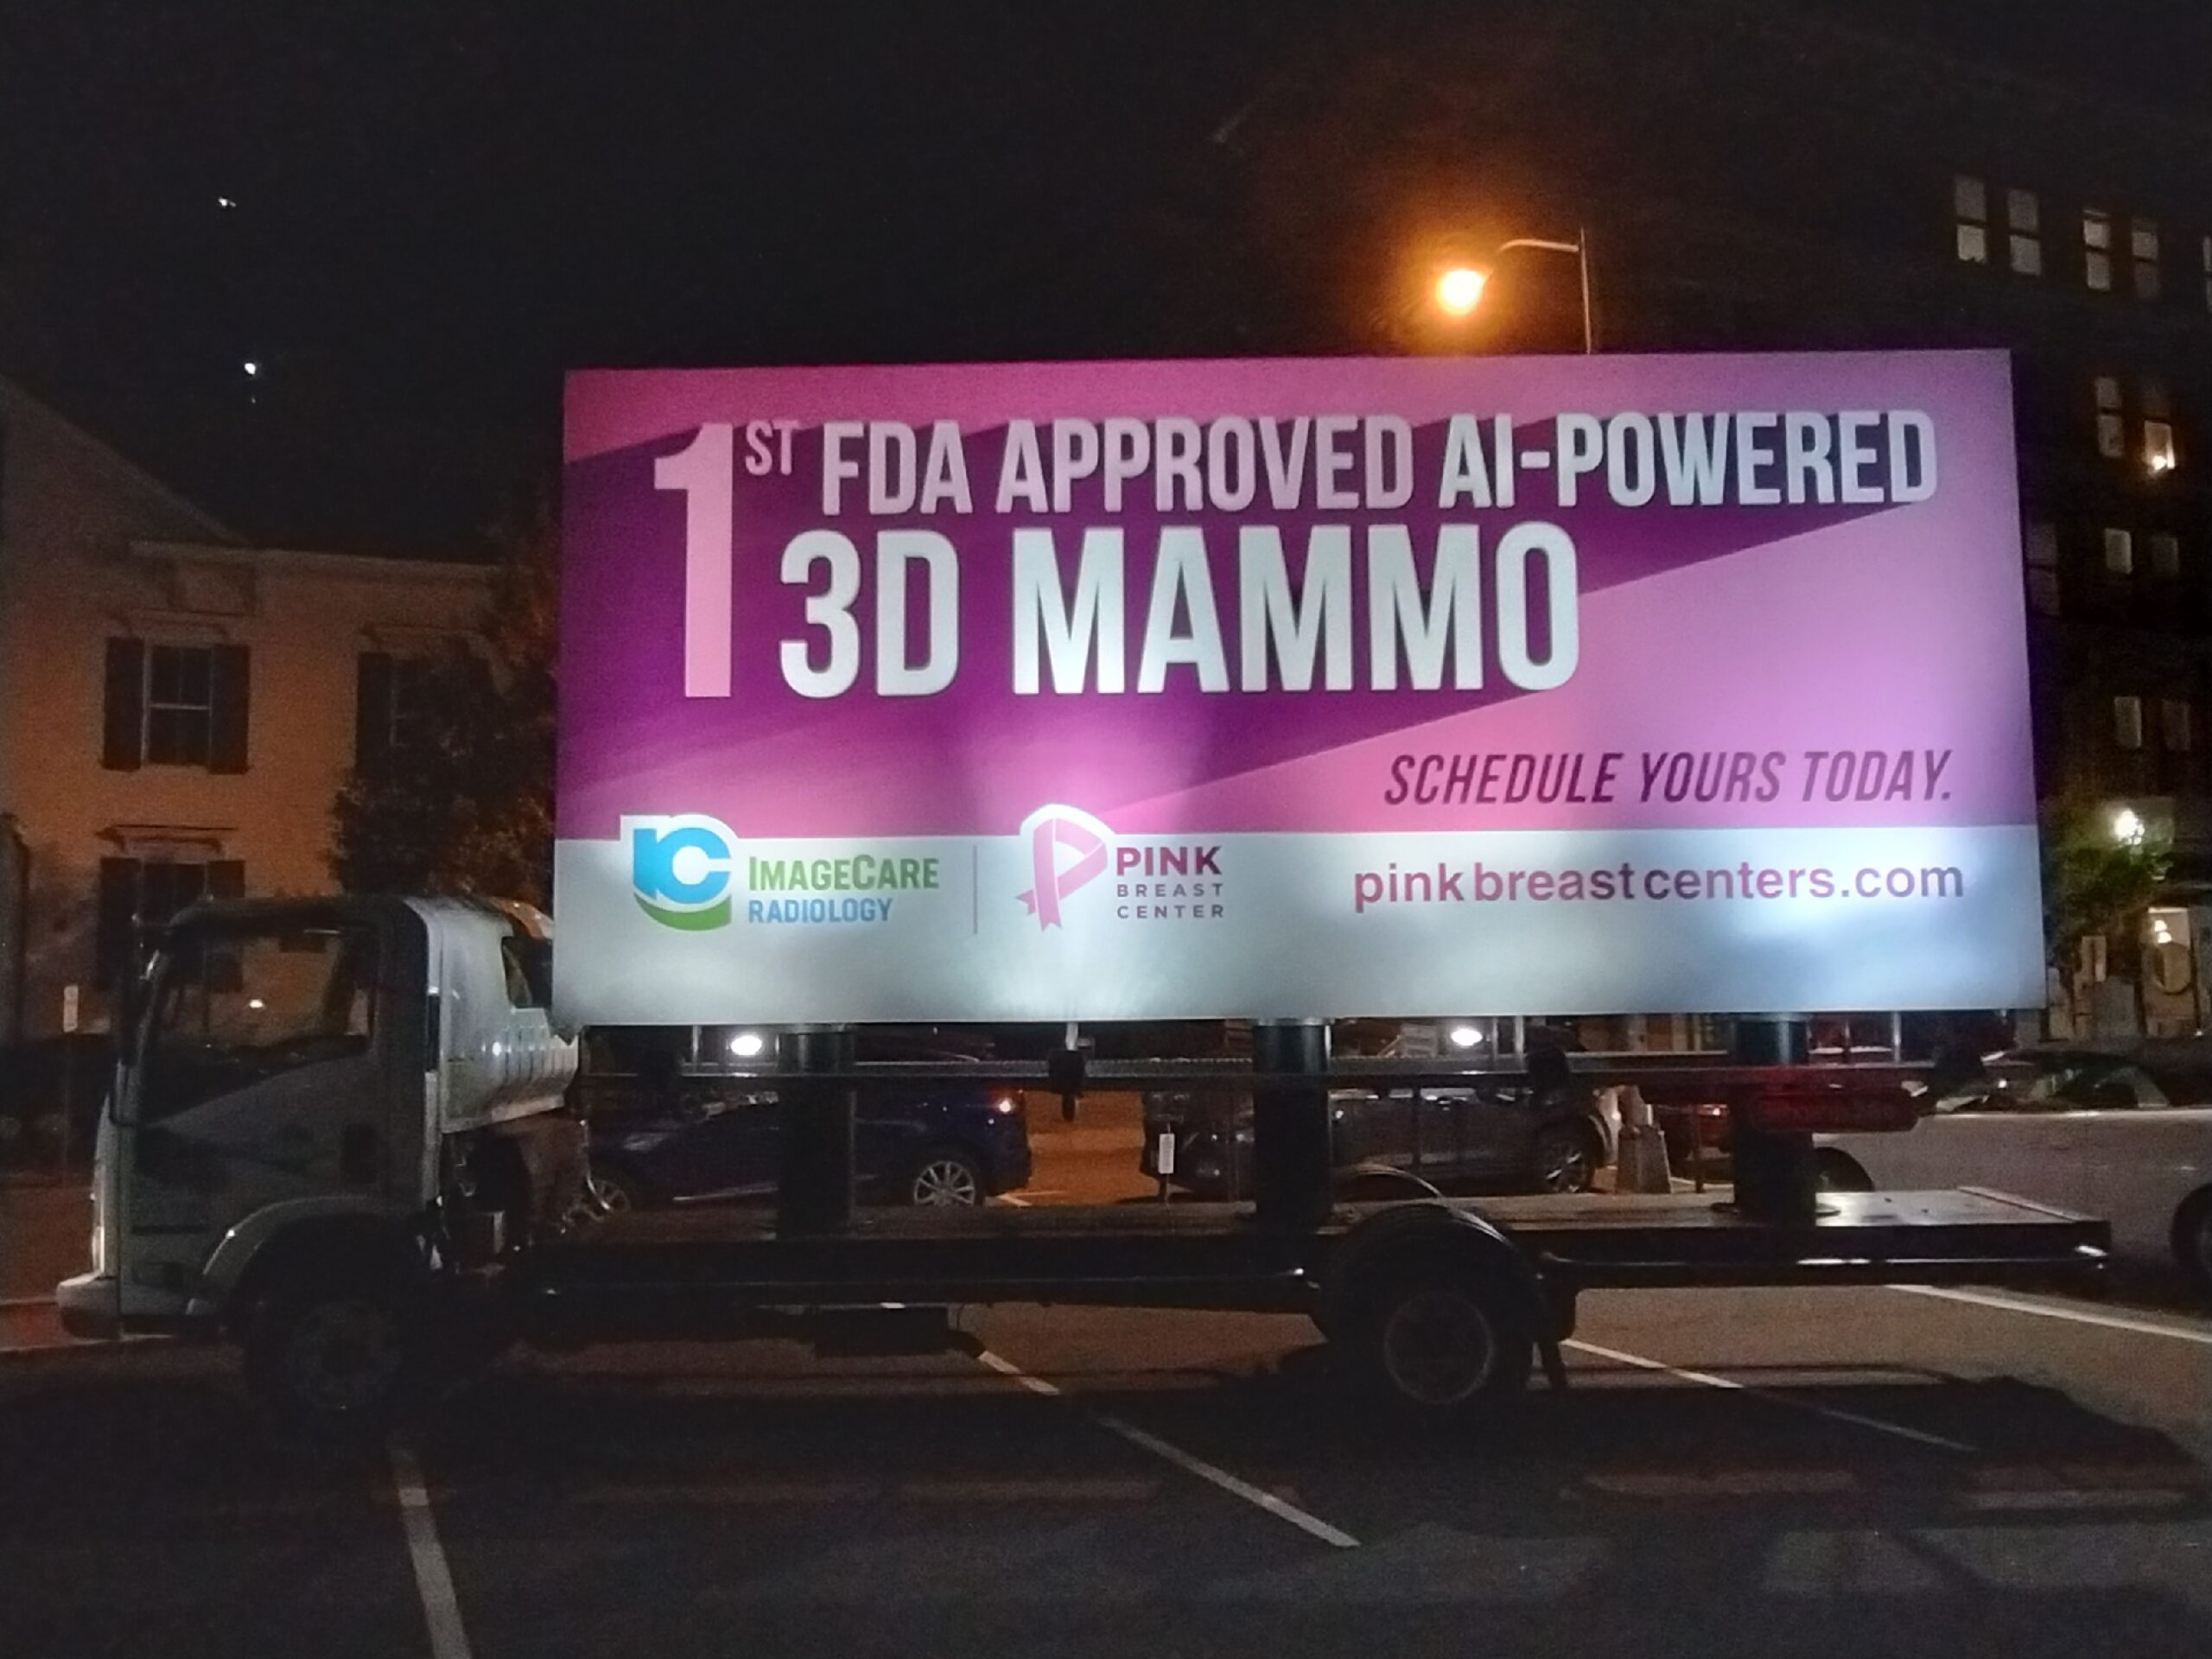 1ST FDA APPROVED AI-POWERED
3D MAMMO
SCHEDULE YOURS TODAY.
IC IMAGECARE
RADIOLOGY
PINK
BREAST
CENTER
pinkbreastcenters.com